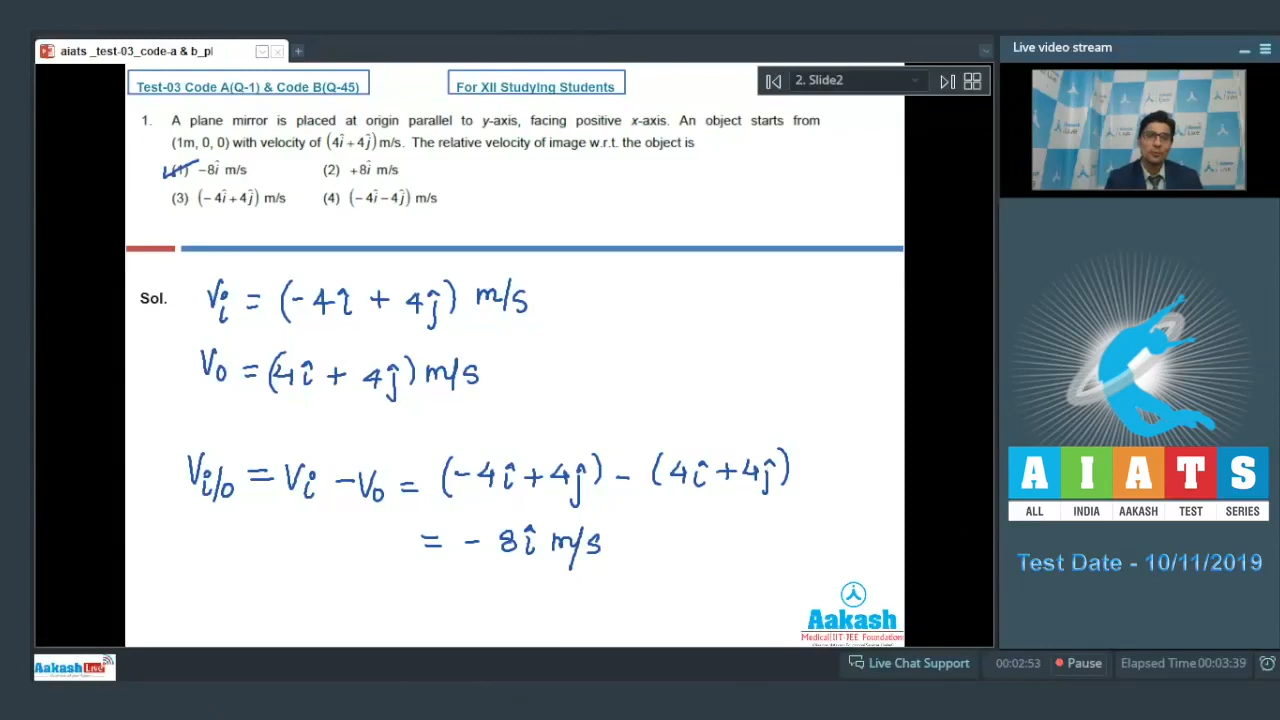 aiats _test-03_code-a & b_p
Live video stream
Test-03 Code A(Q-1) & Code B(Q-45)
For XII Studying Students
2. Slide2
1. A plane mirror is placed at origin parallel to y-axis, facing positive x-axis. An object starts from
(1m, 0, 0) with velocity of (4î + 4ĵ) m/s. The relative velocity of image w.r.t. the object is
(1) −8î m/s
(2) +8î m/s
(3) (−4î + 4ĵ) m/s
(4) (−4î − 4ĵ) m/s
Sol.
Vi = (−4î + 4ĵ) m/s
Vo = (4î + 4ĵ) m/s
Vi/o = Vi − Vo = (−4î + 4ĵ) − (4î + 4ĵ)
= − 8î m/s
A I A T S
ALL INDIA AAKASH TEST SERIES
Test Date - 10/11/2019
Aakash
Medical|IIT-JEE|Foundations
Aakash Live
Live Chat Support
00:02:53
Pause
Elapsed Time 00:03:39